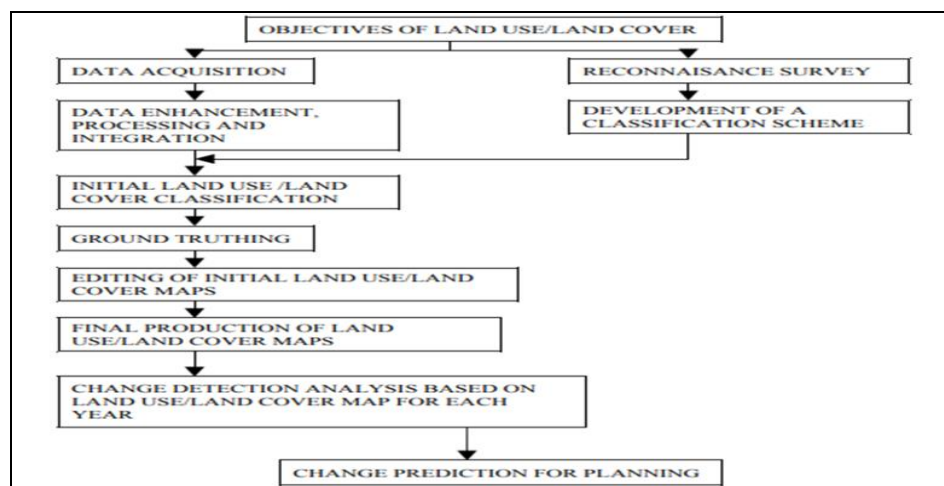 OBJECTIVES OF LAND USE/LAND COVER
DATA ACQUISITION
RECONNAISANCE SURVEY
DATA ENHANCEMENT,
PROCESSING AND
INTEGRATION
DEVELOPMENT OF A
CLASSIFICATION SCHEME
INITIAL LAND USE /LAND
COVER CLASSIFICATION
GROUND TRUTHING
EDITING OF INITIAL LAND USE/LAND
COVER MAPS
FINAL PRODUCTION OF LAND
USE/LAND COVER MAPS
CHANGE DETECTION ANALYSIS BASED ON
LAND USE/LAND COVER MAP FOR EACH
YEAR
CHANGE PREDICTION FOR PLANNING